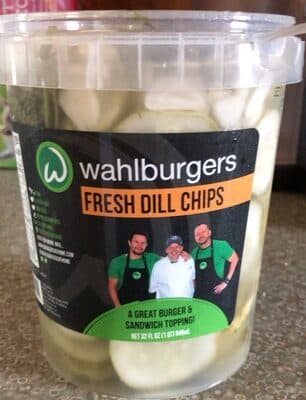 wahlburgers
FRESH DILL CHIPS
A GREAT BURGER &
SANDWICH TOPPING!
NET 32 FL OZ (1 QT) 946mL